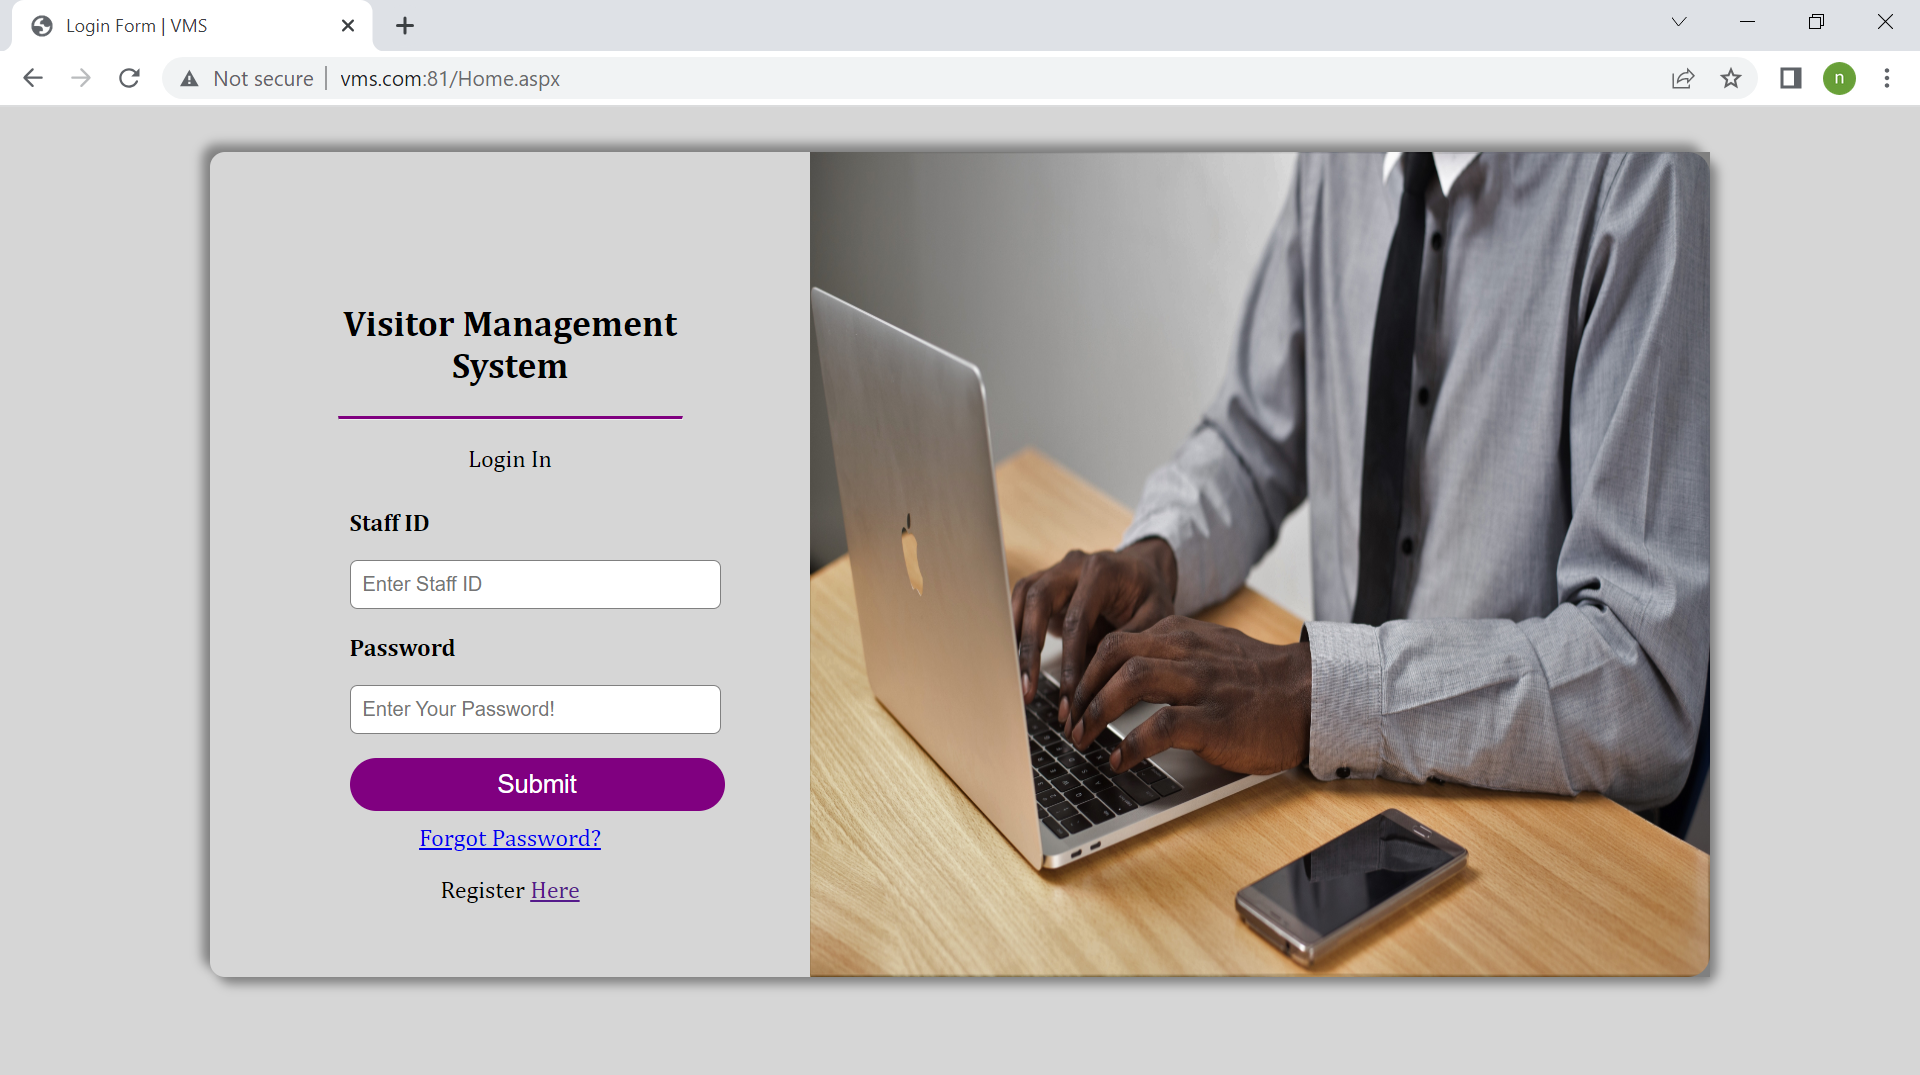 Login Form | VMS
Not secure
vms.com:81/Home.aspx
n
Visitor Management
System
Login In
Staff ID
Enter Staff ID
Password
Enter Your Password!
Submit
Forgot Password?
Register Here